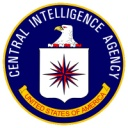 CENTRAL INTELLIGENCE AGENCY
UNITED STATES OF AMERICA